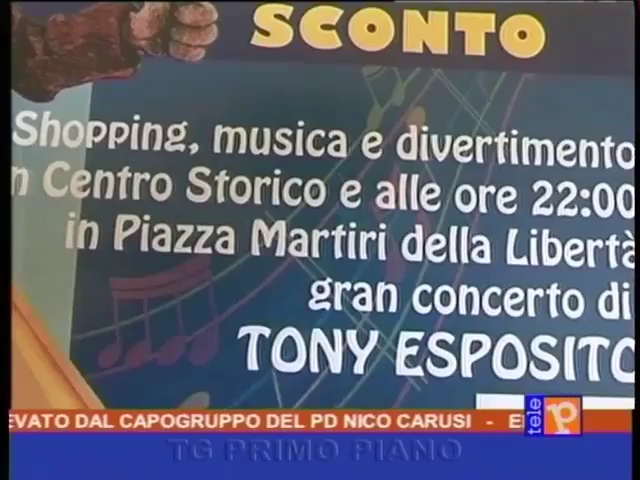 SCONTO
Shopping, musica e divertimento
n Centro Storico e alle ore 22:00
in Piazza Martiri della Libertà
gran concerto di
TONY ESPOSITO
EVATO DAL CAPOGRUPPO DEL PD NICO CARUSI - E
tele p
TG PRIMO PIANO